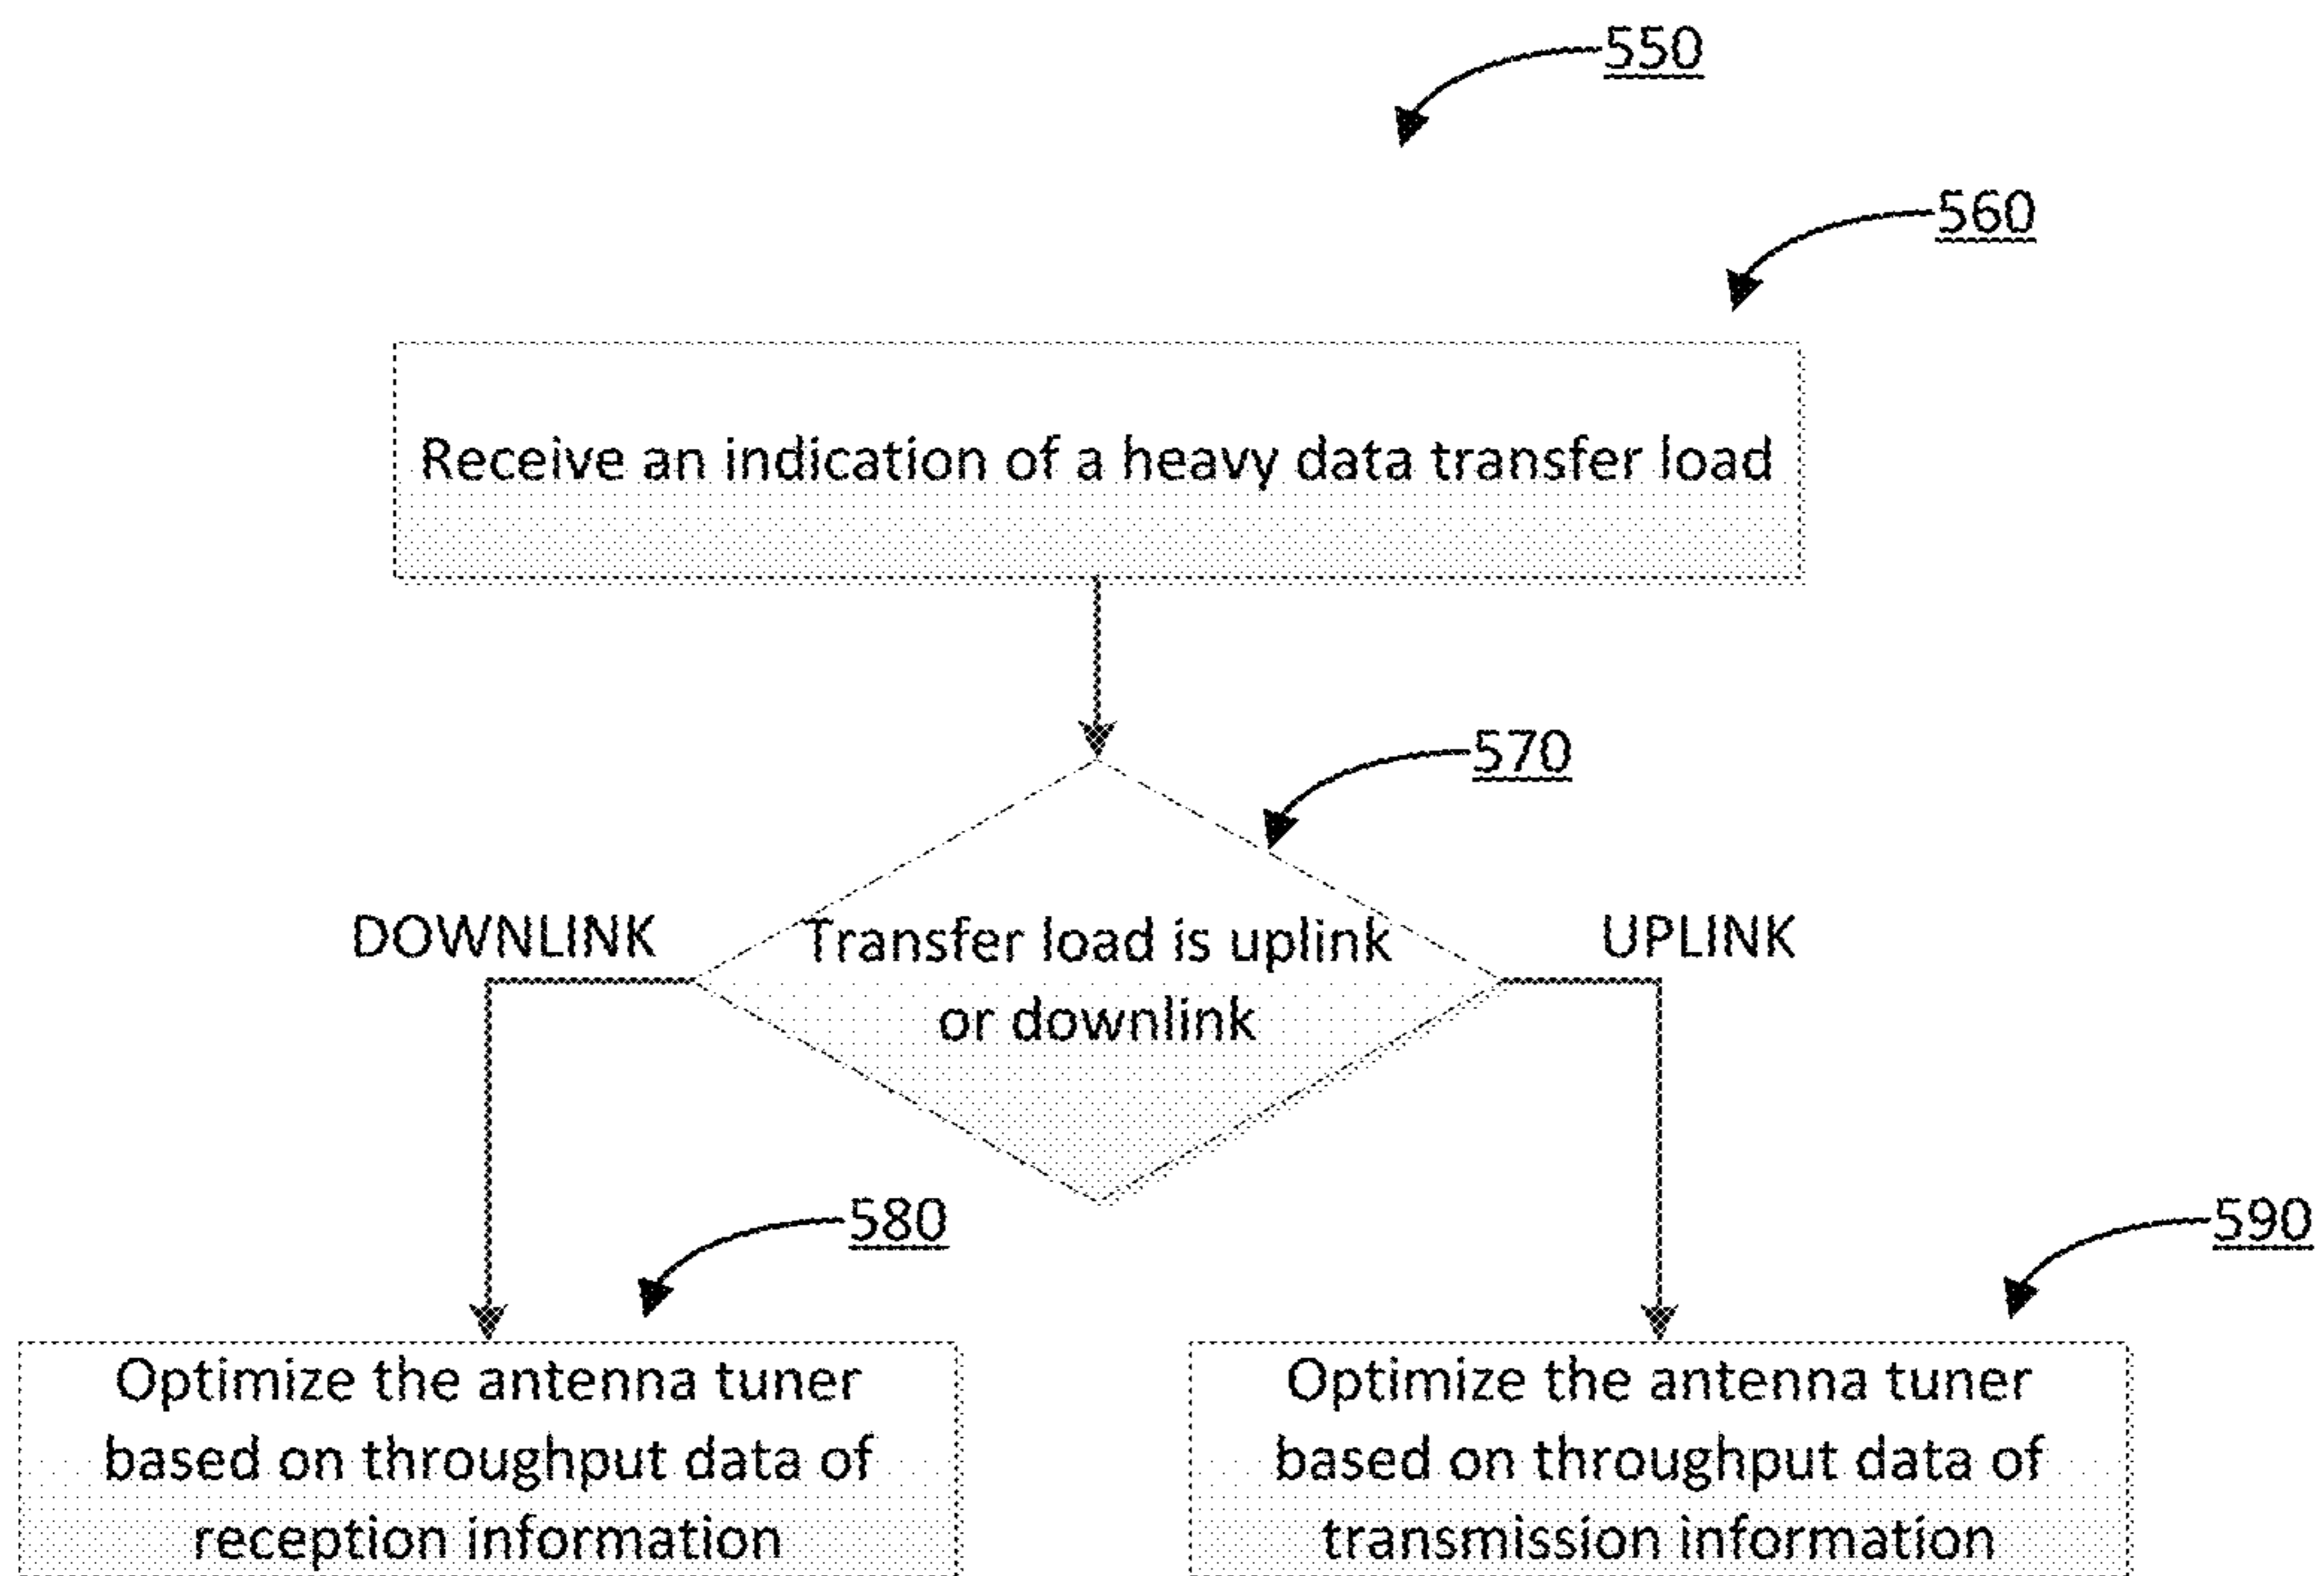 550
560
Receive an indication of a heavy data transfer load
570
DOWNLINK
UPLINK
Transfer load is uplink
or downlink
580
590
Optimize the antenna tuner
based on throughput data of
reception information
Optimize the antenna tuner
based on throughput data of
transmission information